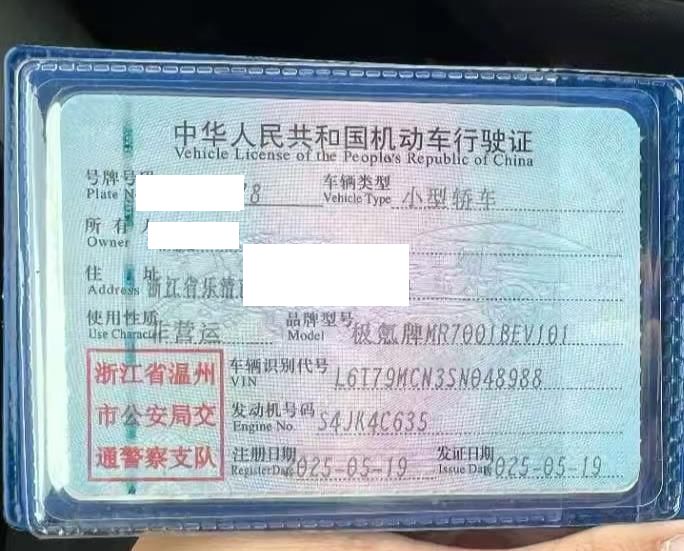 中华人民共和国机动车行驶证
Vehicle License of the People's Republic of China
号牌号码 8 车辆类型 小型轿车
Plate N Vehicle Type
所有人
Owner
住址 浙江省乐清
Address
使用性质 非营运 品牌型号 极氪牌MR7001BEV101
Use Charact Model
浙江省温州
市公安局交
通警察支队
车辆识别代号 L6T79MCN3SN048988
VIN
发动机号码 S4JK4C635
Engine No.
注册日期 025-05-19 发证日期 025-05-19
Register Date Issue Dat